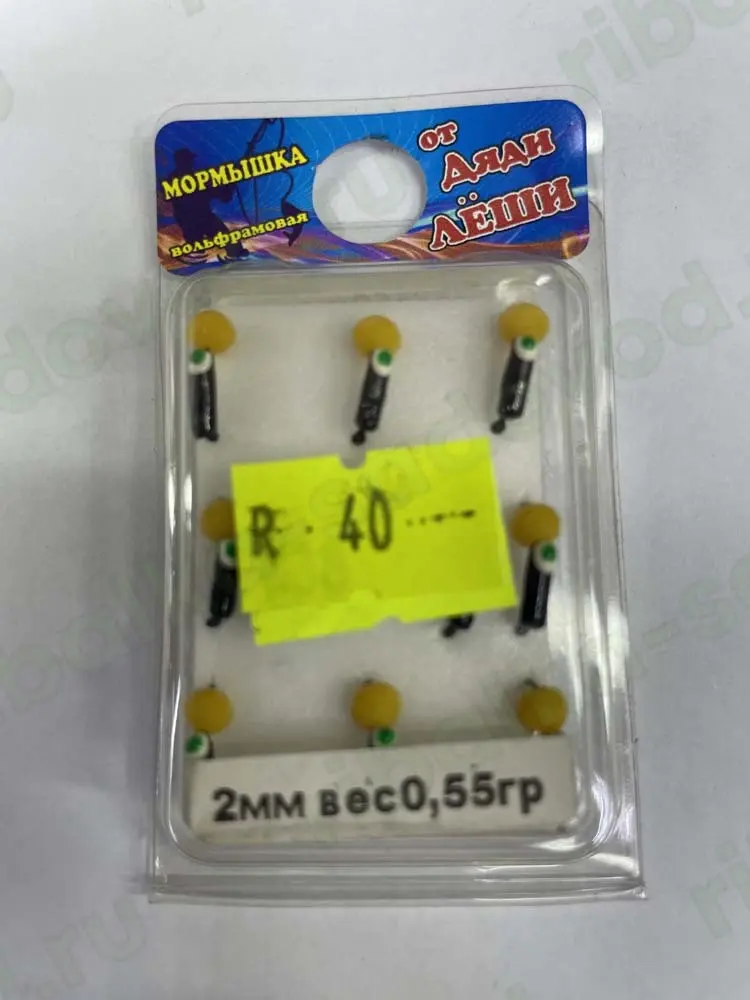 МОРМЫШКА
вольфрамовая
от
Дяди
ЛЁШИ
R · 40
2мм вес0,55гр